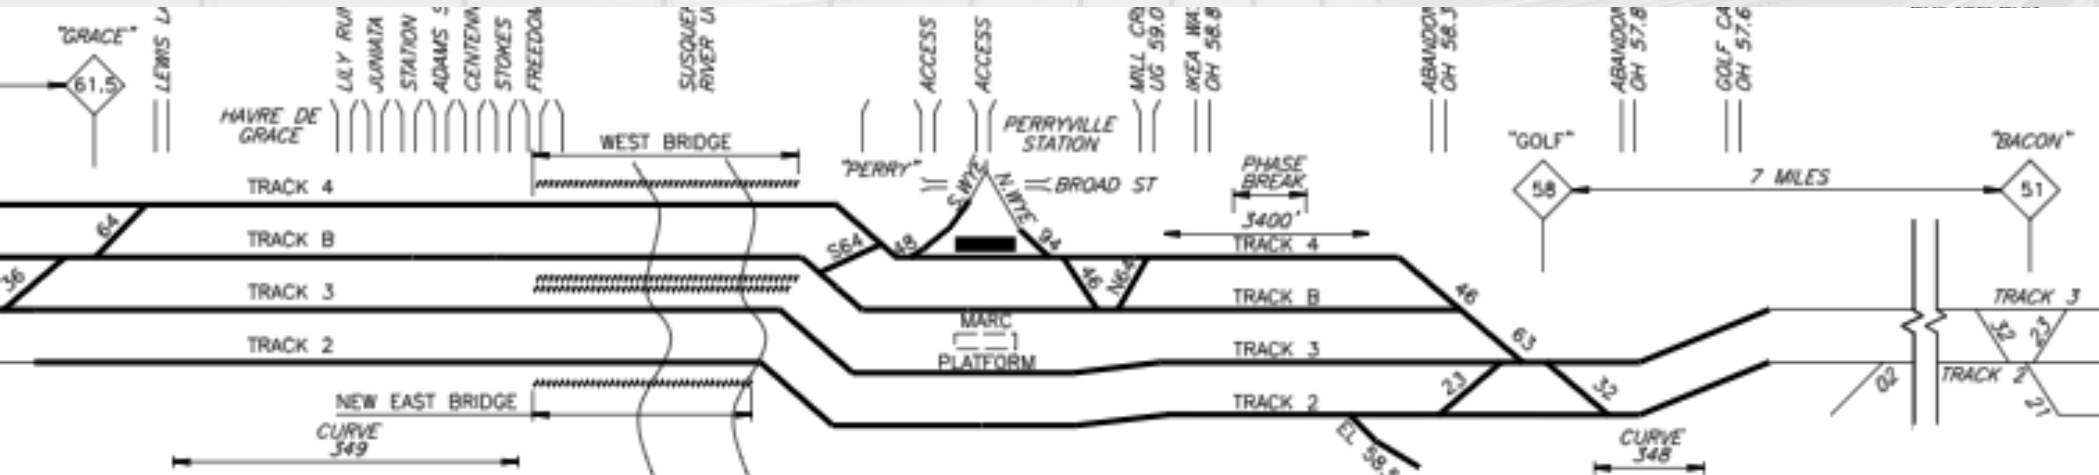 "GRACE"
61.5
LEWIS
LILY RUN
JUNIATA
STATION
ADAMS S
CENTENN
STOKES
FREEDOM
SUSQUE
RIVER
ACCESS
ACCESS
MILL CR
UG 59.0
IKEA WA
OH 58.8
ABANDON
OH 58.3
ABANDON
OH 57.8
GOLF CA
OH 57.6
HAVRE DE
GRACE
WEST BRIDGE
"PERRY"
PERRYVILLE
STATION
BROAD ST
PHASE
BREAK
3400'
"GOLF"
58
7 MILES
"BACON"
51
TRACK 4
64
TRACK B
36
TRACK 3
TRACK 2
S64
48
S.WYE
N.WYE
94
46
N64
TRACK 4
TRACK B
TRACK 3
TRACK 2
46
63
23
32
MARC
PLATFORM
NEW EAST BRIDGE
CURVE
349
EL 58.
CURVE
348
TRACK 3
32
23
TRACK 2
02
21